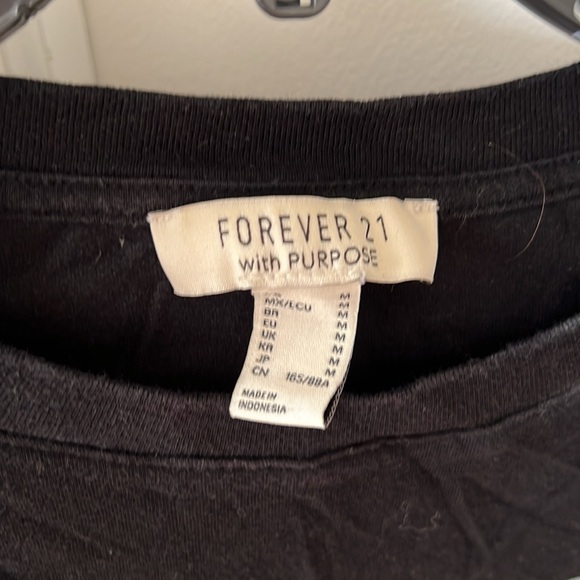 FOREVER 21
with PURPOSE
M
MX/ECU M
BR M
EU M
UK M
KR M
JP M
CN 165/88A
MADE IN
INDONESIA